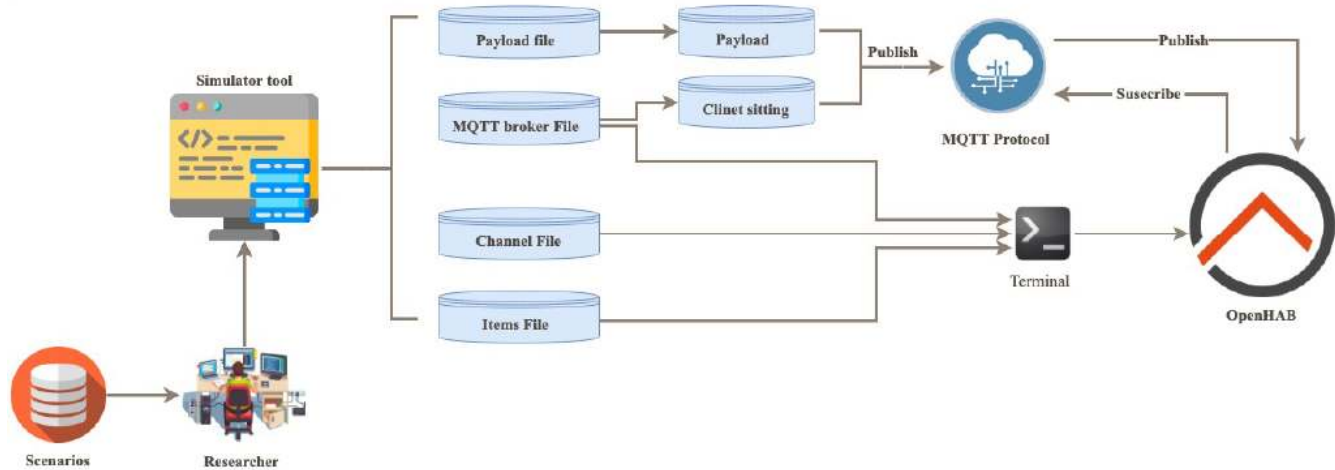 Simulator tool
Payload file
Payload
Publish
Publish
MQTT broker File
Clinet sitting
Susecribe
MQTT Protocol
Channel File
Terminal
Items File
OpenHAB
Scenarios
Researcher